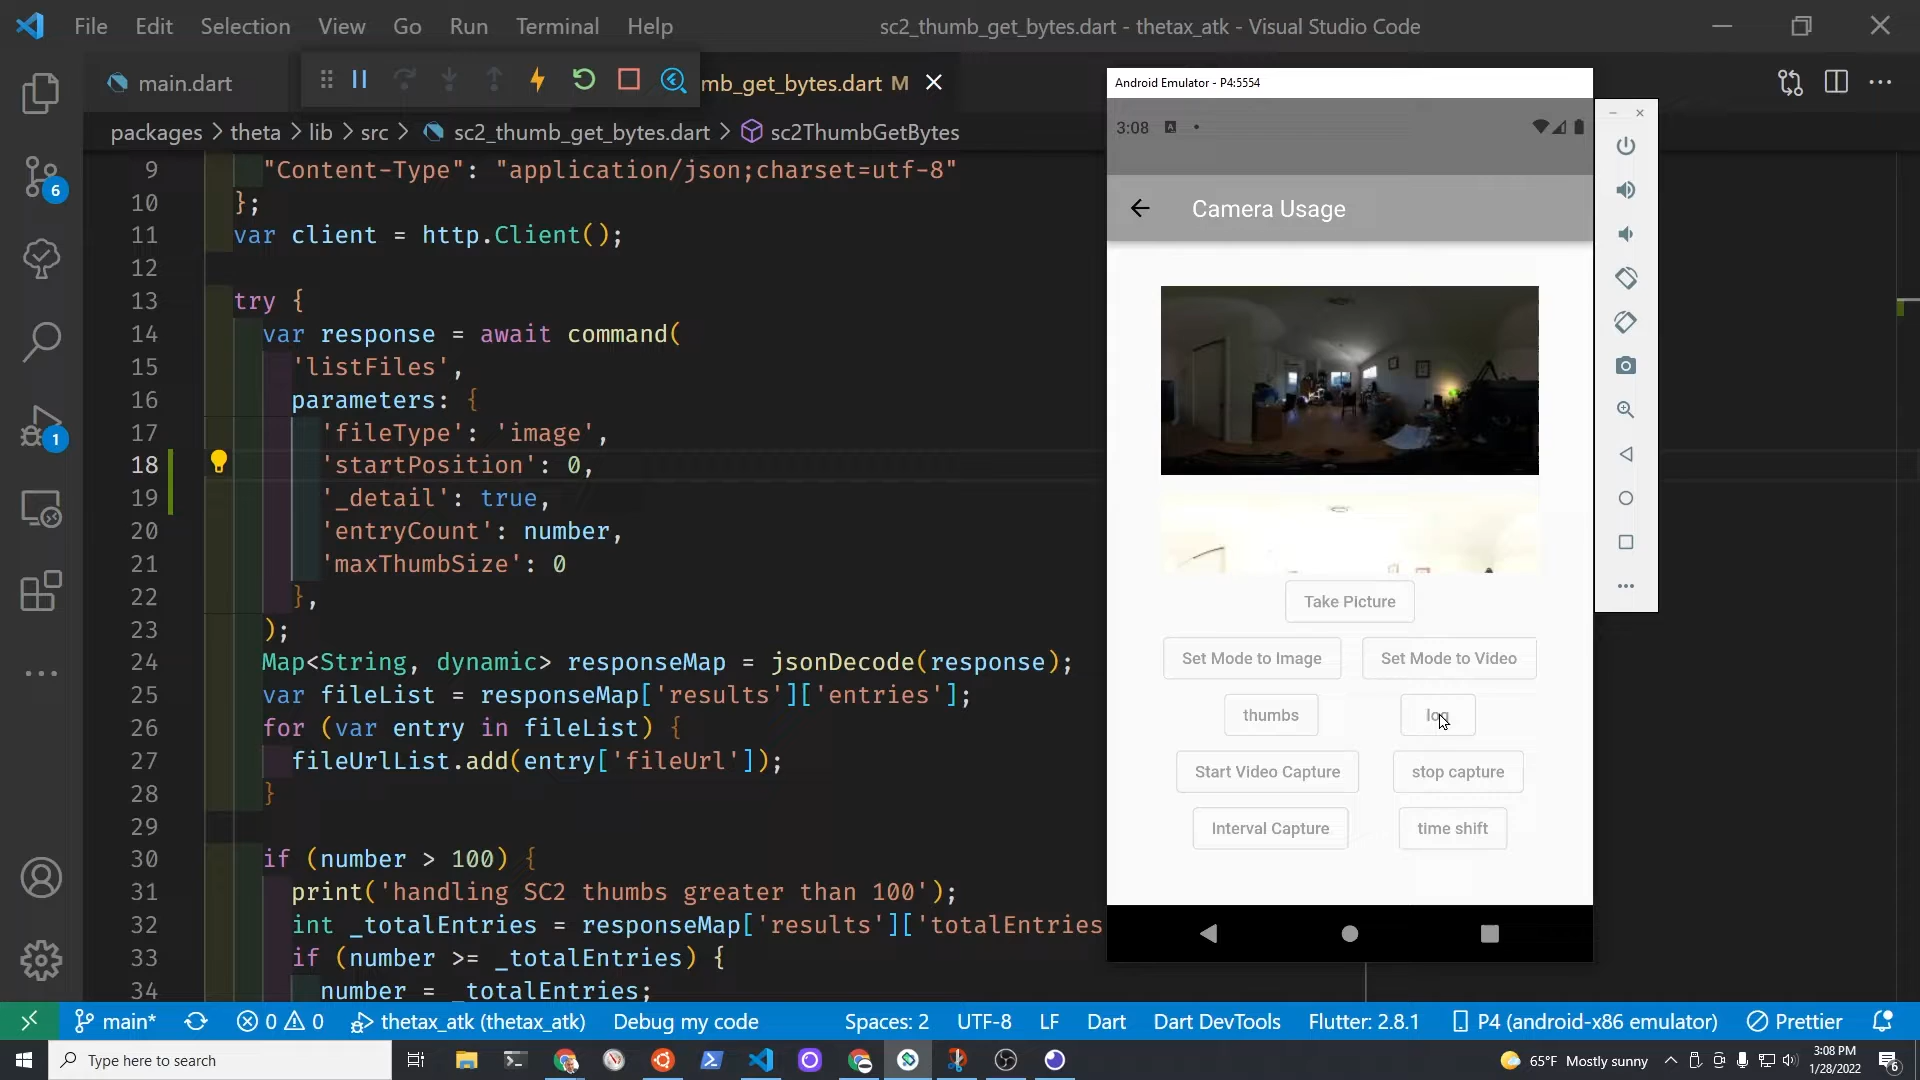 File Edit Selection View Go Run Terminal Help
sc2_thumb_get_bytes.dart - thetax_atk - Visual Studio Code
main.dart
mb_get_bytes.dart M
packages > theta > lib > src > sc2_thumb_get_bytes.dart > sc2ThumbGetBytes
9 "Content-Type": "application/json;charset=utf-8"
10 };
11 var client = http.Client();
12
13 try {
14 var response = await command(
15 'listFiles',
16 parameters: {
17 'fileType': 'image',
18 'startPosition': 0,
19 '_detail': true,
20 'entryCount': number,
21 'maxThumbSize': 0
22 },
23 );
24 Map<String, dynamic> responseMap = jsonDecode(response);
25 var fileList = responseMap['results']['entries'];
26 for (var entry in fileList) {
27 fileUrlList.add(entry['fileUrl']);
28 }
29
30 if (number > 100) {
31 print('handling SC2 thumbs greater than 100');
32 int _totalEntries = responseMap['results']['totalEntries
33 if (number >= _totalEntries) {
34 number = _totalEntries;
6
1
Android Emulator - P4:5554
3:08
Camera Usage
Take Picture
Set Mode to Image Set Mode to Video
thumbs log
Start Video Capture stop capture
Interval Capture time shift
main* 0 0 thetax_atk (thetax_atk) Debug my code Spaces: 2 UTF-8 LF Dart Dart DevTools Flutter: 2.8.1 P4 (android-x86 emulator) Prettier
Type here to search
65°F Mostly sunny
3:08 PM
1/28/2022
6